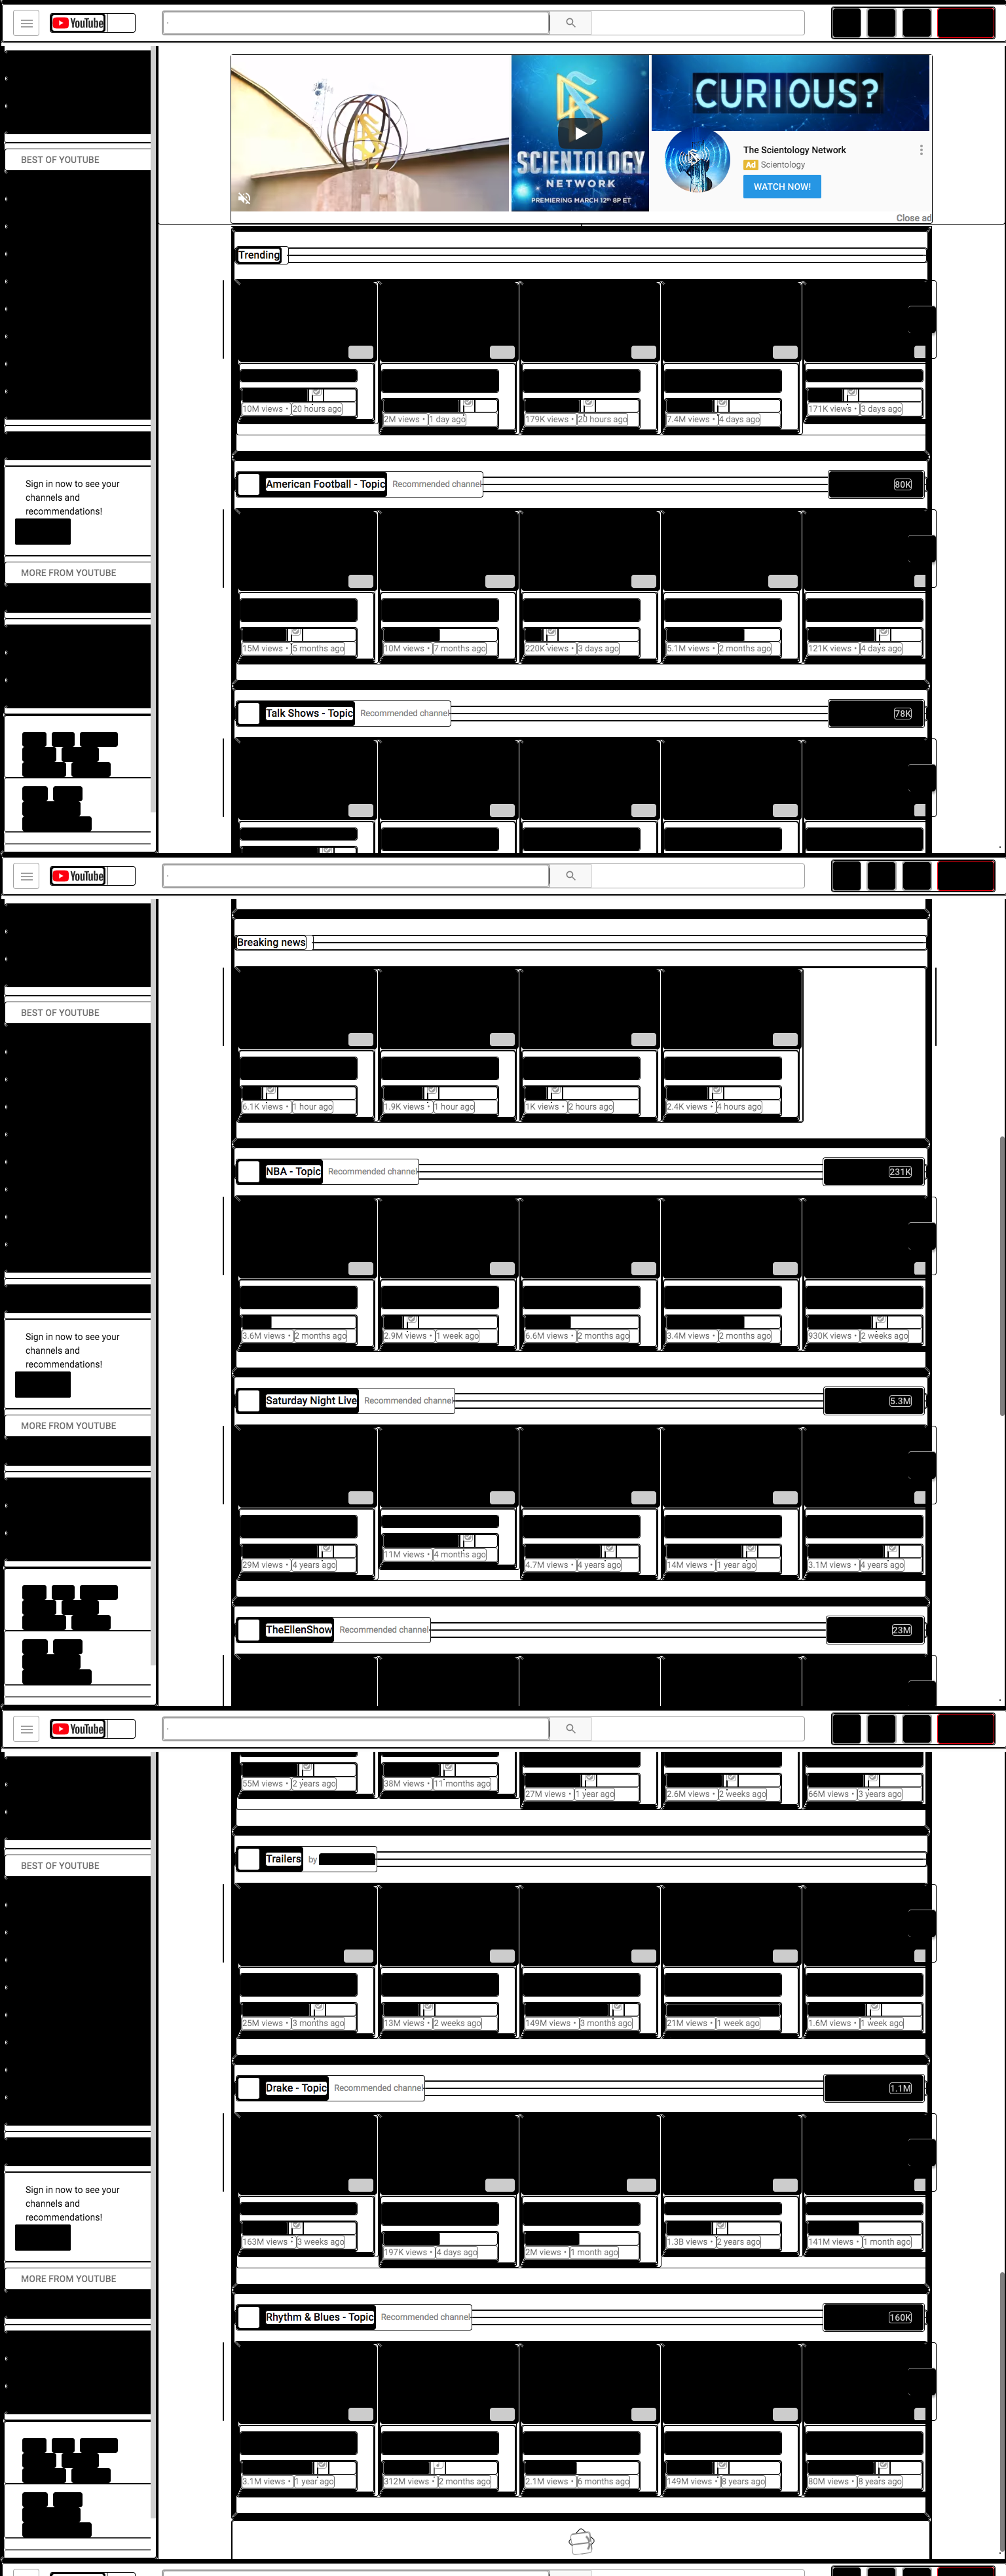 YouTube
BEST OF YOUTUBE
Sign in now to see your
channels and
recommendations!
MORE FROM YOUTUBE
SCIENTOLOGY
NETWORK
PREMIERING MARCH 12th 8P ET
CURIOUS?
The Scientology Network
Ad Scientology
WATCH NOW!
Close ad
Trending
10M views • 20 hours ago
2M views • 1 day ago
179K views • 20 hours ago
7.4M views • 4 days ago
171K views • 3 days ago
American Football - Topic Recommended channel 80K
15M views • 5 months ago
10M views • 7 months ago
220K views • 3 days ago
5.1M views • 2 months ago
121K views • 4 days ago
Talk Shows - Topic Recommended channel 78K
YouTube
BEST OF YOUTUBE
Sign in now to see your
channels and
recommendations!
MORE FROM YOUTUBE
Breaking news
6.1K views • 1 hour ago
1.9K views • 1 hour ago
1K views • 2 hours ago
2.4K views • 4 hours ago
NBA - Topic Recommended channel 231K
3.6M views • 2 months ago
2.9M views • 1 week ago
6.6M views • 2 months ago
3.4M views • 2 months ago
930K views • 2 weeks ago
Saturday Night Live Recommended channel 5.3M
29M views • 4 years ago
11M views • 4 months ago
4.7M views • 4 years ago
14M views • 1 year ago
3.1M views • 4 years ago
TheEllenShow Recommended channel 23M
YouTube
BEST OF YOUTUBE
Sign in now to see your
channels and
recommendations!
MORE FROM YOUTUBE
55M views • 2 years ago
38M views • 11 months ago
27M views • 1 year ago
2.6M views • 2 weeks ago
66M views • 3 years ago
Trailers by
25M views • 3 months ago
13M views • 2 weeks ago
149M views • 3 months ago
21M views • 1 week ago
1.6M views • 1 week ago
Drake - Topic Recommended channel 1.1M
163M views • 3 weeks ago
197K views • 4 days ago
2M views • 1 month ago
1.3B views • 2 years ago
141M views • 1 month ago
Rhythm & Blues - Topic Recommended channel 160K
3.1M views • 1 year ago
312M views • 2 months ago
2.1M views • 6 months ago
149M views • 8 years ago
80M views • 8 years ago